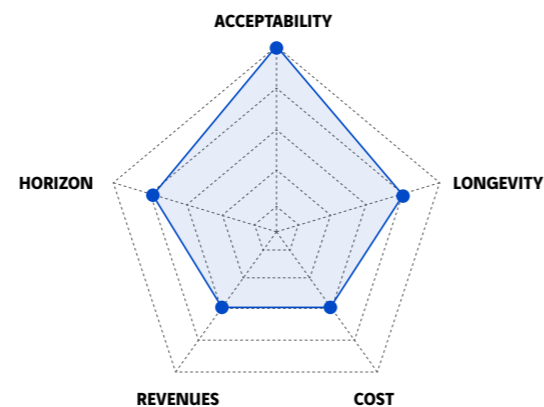 ACCEPTABILITY
HORIZON
LONGEVITY
REVENUES
COST